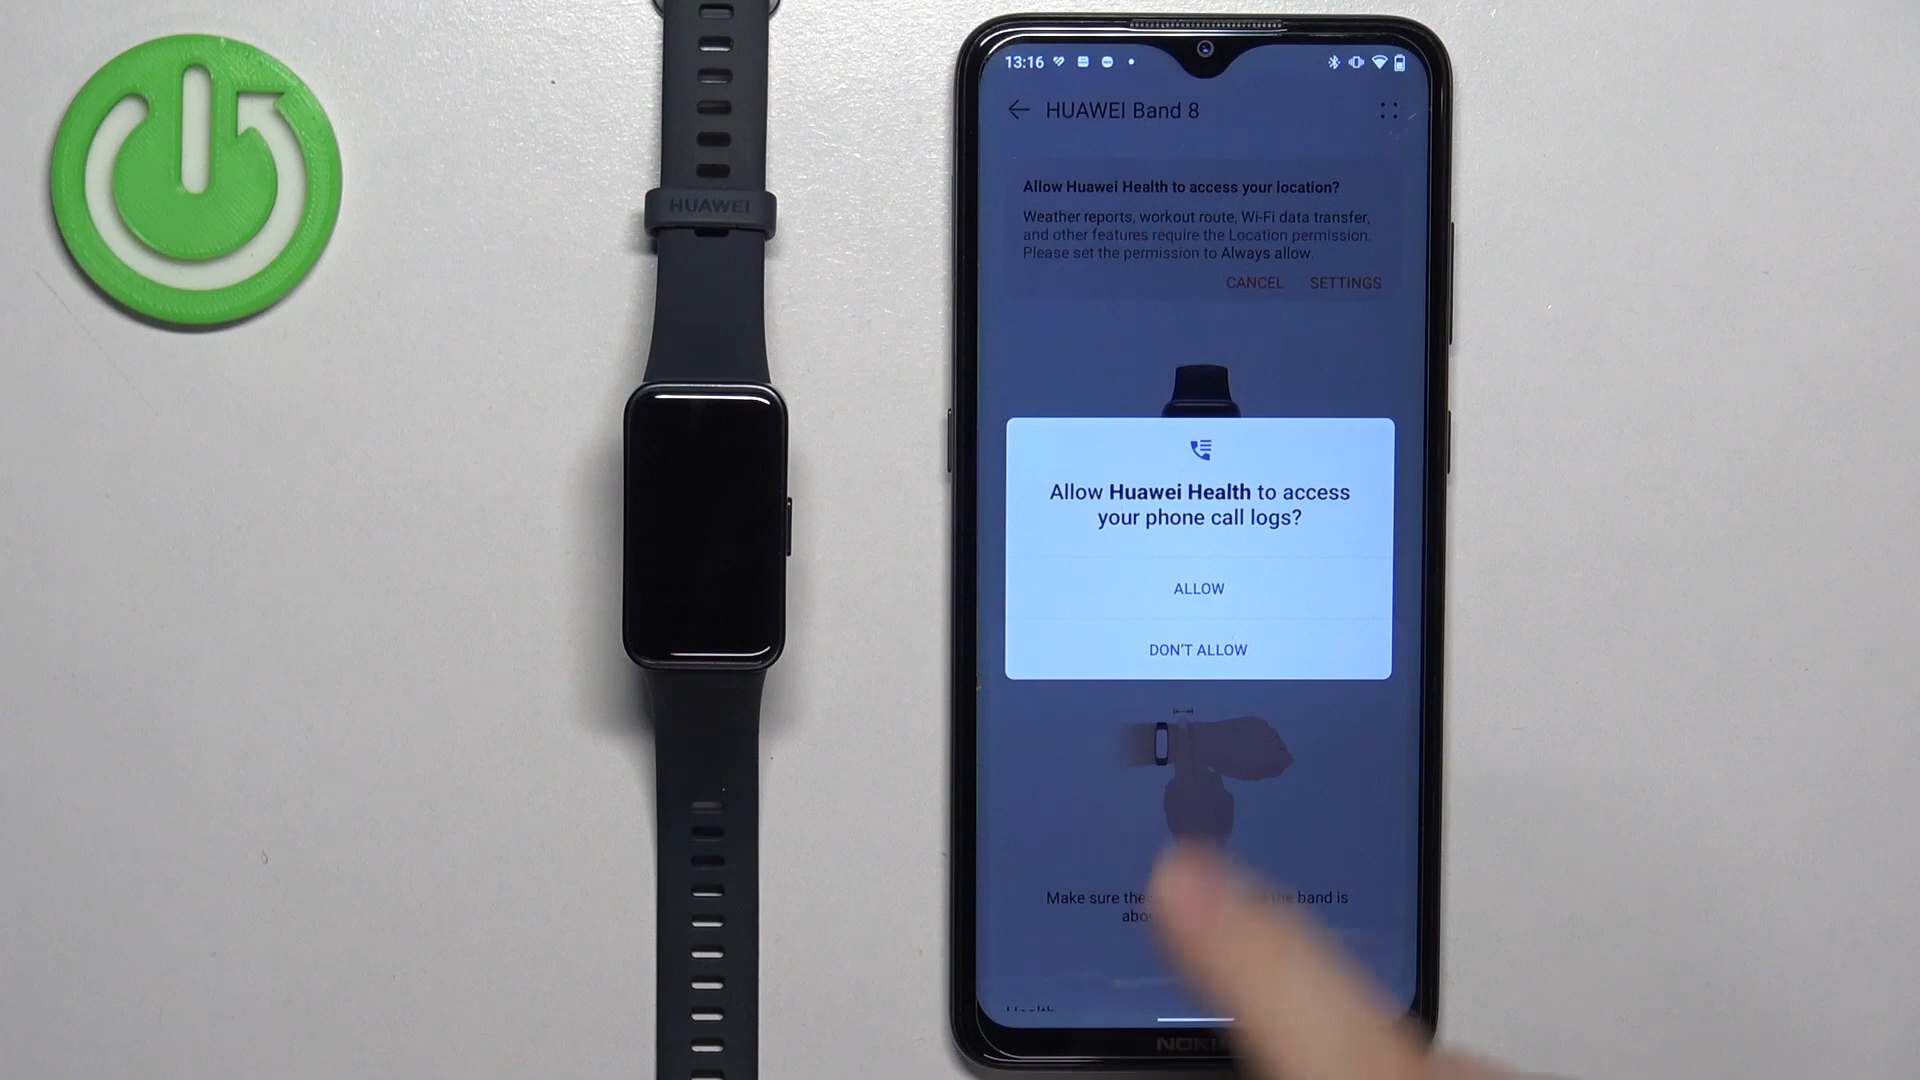 HUAWEI
13:16
HUAWEI Band 8
Allow Huawei Health to access your location?
Weather reports, workout route, Wi-Fi data transfer,
and other features require the Location permission.
Please set the permission to Always allow.
CANCEL SETTINGS
Allow Huawei Health to access
your phone call logs?
ALLOW
DON'T ALLOW
Make sure the band is
Health